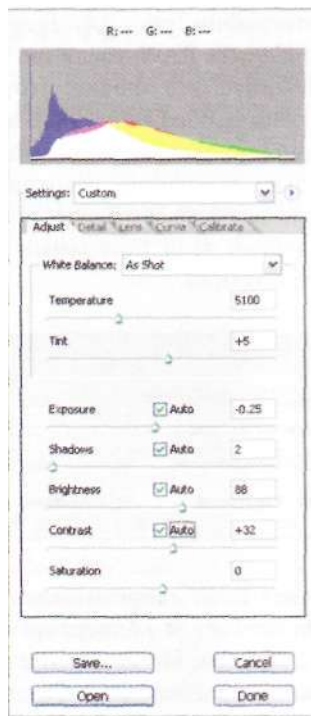 R: --- G: --- B: ---
Settings: Custom
Adjust Detail Lens Curve Calibrate
White Balance: As Shot
Temperature 5100
Tint +5
Exposure Auto -0.25
Shadows Auto 2
Brightness Auto 88
Contrast Auto +32
Saturation 0
Save... Cancel
Open Done